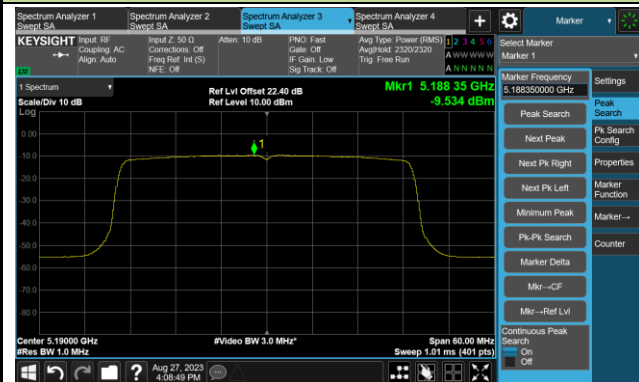 Spectrum Analyzer 1
Swept SA
Spectrum Analyzer 2
Swept SA
Spectrum Analyzer 3
Swept SA
Spectrum Analyzer 4
Swept SA
+
Marker
KEYSIGHT
Input: RF
Coupling: AC
Align: Auto
Input Z: 50 Ω
Corrections: Off
Freq Ref: Int (S)
NFE: Off
Atten: 10 dB
PNO: Fast
Gate: Off
IF Gain: Low
Sig Track: Off
Avg Type: Power (RMS)
Avg|Hold: 2320/2320
Trig: Free Run
1 2 3 4 5 6
A W W W W W
A N N N N N
LXI
Select Marker
Marker 1
1 Spectrum
Scale/Div 10 dB
Ref Lvl Offset 22.40 dB
Ref Level 10.00 dBm
Mkr1 5.188 35 GHz
-9.534 dBm
Log
0.00
-10.0
-20.0
-30.0
-40.0
-50.0
-60.0
-70.0
-80.0
1
Center 5.19000 GHz
#Res BW 1.0 MHz
#Video BW 3.0 MHz*
Span 60.00 MHz
Sweep 1.01 ms (401 pts)
Marker Frequency
5.188350000 GHz
Peak Search
Next Peak
Next Pk Right
Next Pk Left
Minimum Peak
Pk-Pk Search
Marker Delta
Mkr→CF
Mkr→Ref Lvl
Continuous Peak
Search
On
Off
Settings
Peak
Search
Pk Search
Config
Properties
Marker
Function
Marker→
Counter
?
Aug 27, 2023
4:08:49 PM